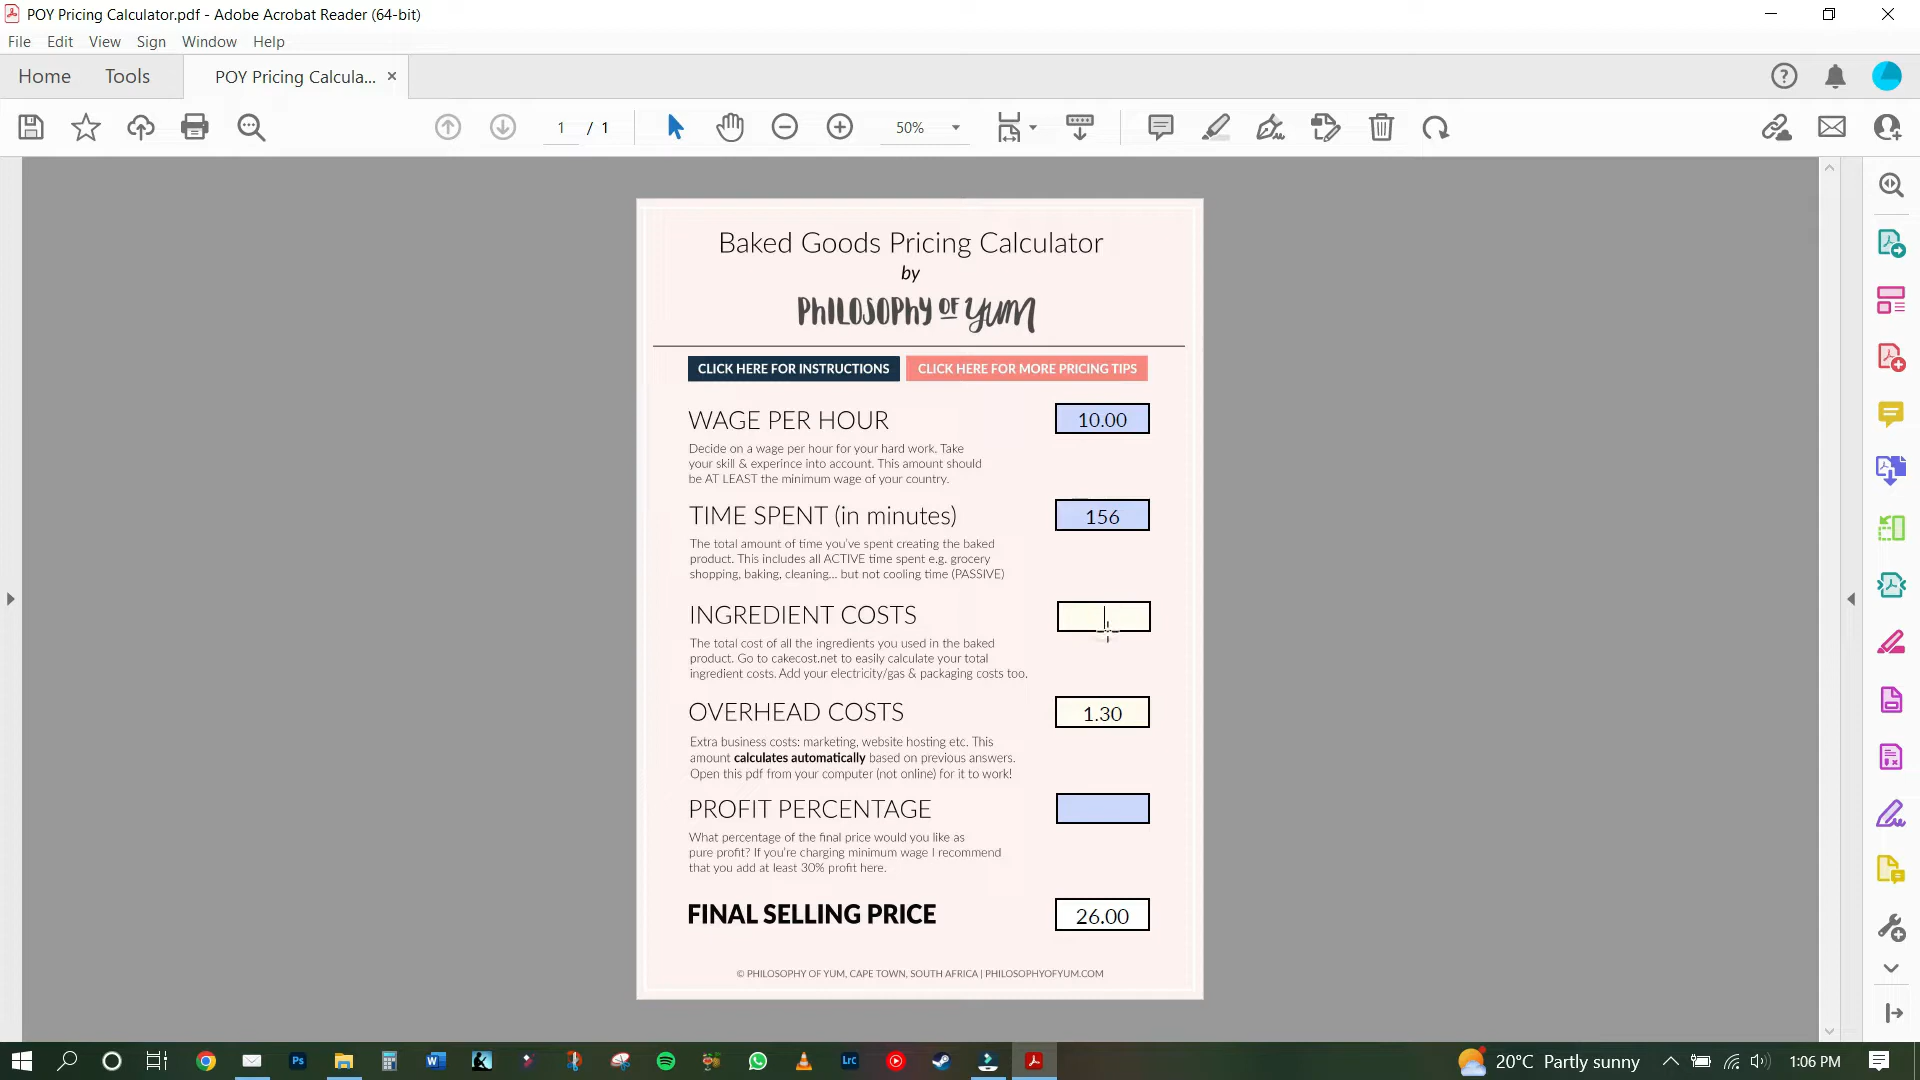 POY Pricing Calculator.pdf - Adobe Acrobat Reader (64-bit)
File Edit View Sign Window Help
Home Tools POY Pricing Calcula... ×
1 / 1 50%
Baked Goods Pricing Calculator
by
PHILOSOPHY OF YUM
CLICK HERE FOR INSTRUCTIONS CLICK HERE FOR MORE PRICING TIPS
WAGE PER HOUR 10.00
Decide on a wage per hour for your hard work. Take
your skill & experince into account. This amount should
be AT LEAST the minimum wage of your country.
TIME SPENT (in minutes) 156
The total amount of time you've spent creating the baked
product. This includes all ACTIVE time spent e.g. grocery
shopping, baking, cleaning... but not cooling time (PASSIVE)
INGREDIENT COSTS
The total cost of all the ingredients you used in the baked
product. Go to cakecost.net to easily calculate your total
ingredient costs. Add your electricity/gas & packaging costs too.
OVERHEAD COSTS 1.30
Extra business costs: marketing, website hosting etc. This
amount calculates automatically based on previous answers.
Open this pdf from your computer (not online) for it to work!
PROFIT PERCENTAGE
What percentage of the final price would you like as
pure profit? If you're charging minimum wage I recommend
that you add at least 30% profit here.
FINAL SELLING PRICE 26.00
© PHILOSOPHY OF YUM, CAPE TOWN, SOUTH AFRICA | PHILOSOPHYOFYUM.COM
Ps W K Lrc 20°C Partly sunny 1:06 PM